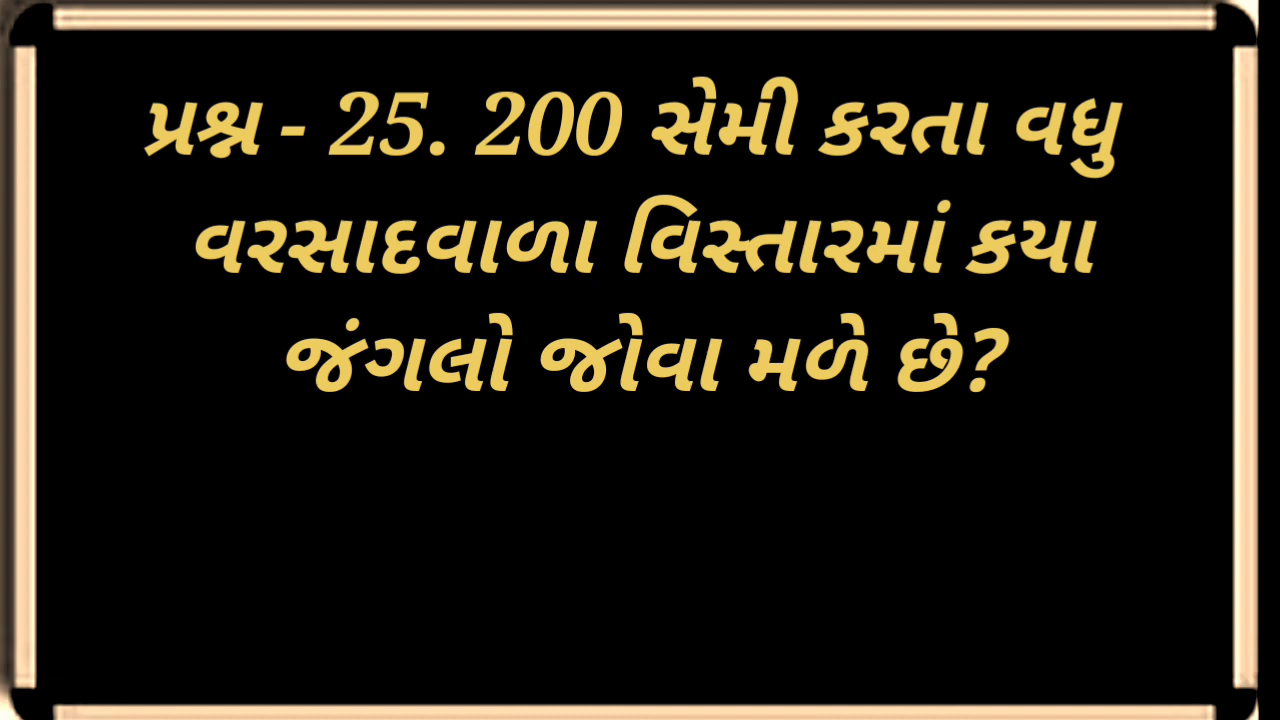 પ્રશ્ન - 25. 200 સેમી કરતા વધુ
વરસાદવાળા વિસ્તારમાં કયા
જંગલો જોવા મળે છે?